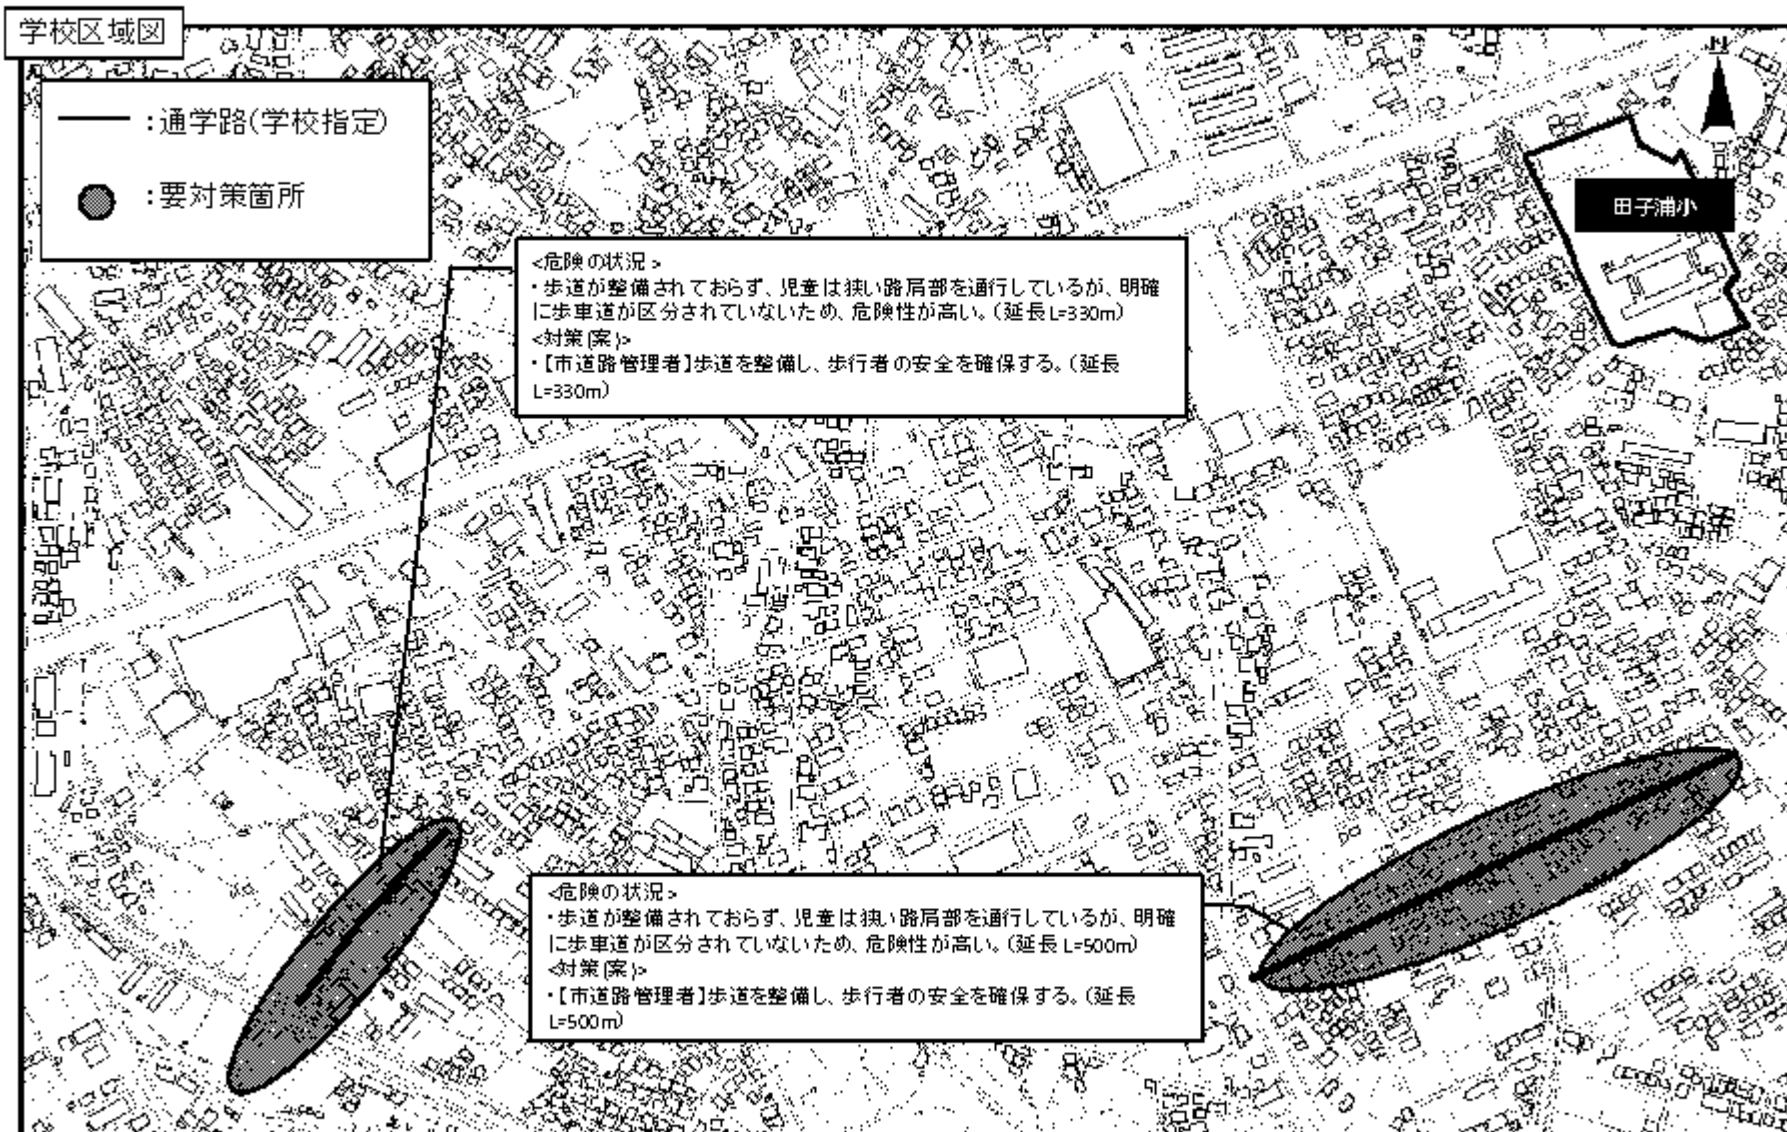 学校区域図
N
:通学路(学校指定)
:要対策箇所
田子浦小
<危険の状況>
・歩道が整備されておらず、児童は狭い路肩部を通行しているが、明確
に歩車道が区分されていないため、危険性が高い。(延長L=330m)
<対策(案)>
・【市道路管理者】歩道を整備し、歩行者の安全を確保する。(延長
L=330m)
<危険の状況>
・歩道が整備されておらず、児童は狭い路肩部を通行しているが、明確
に歩車道が区分されていないため、危険性が高い。(延長L=500m)
<対策(案)>
・【市道路管理者】歩道を整備し、歩行者の安全を確保する。(延長
L=500m)